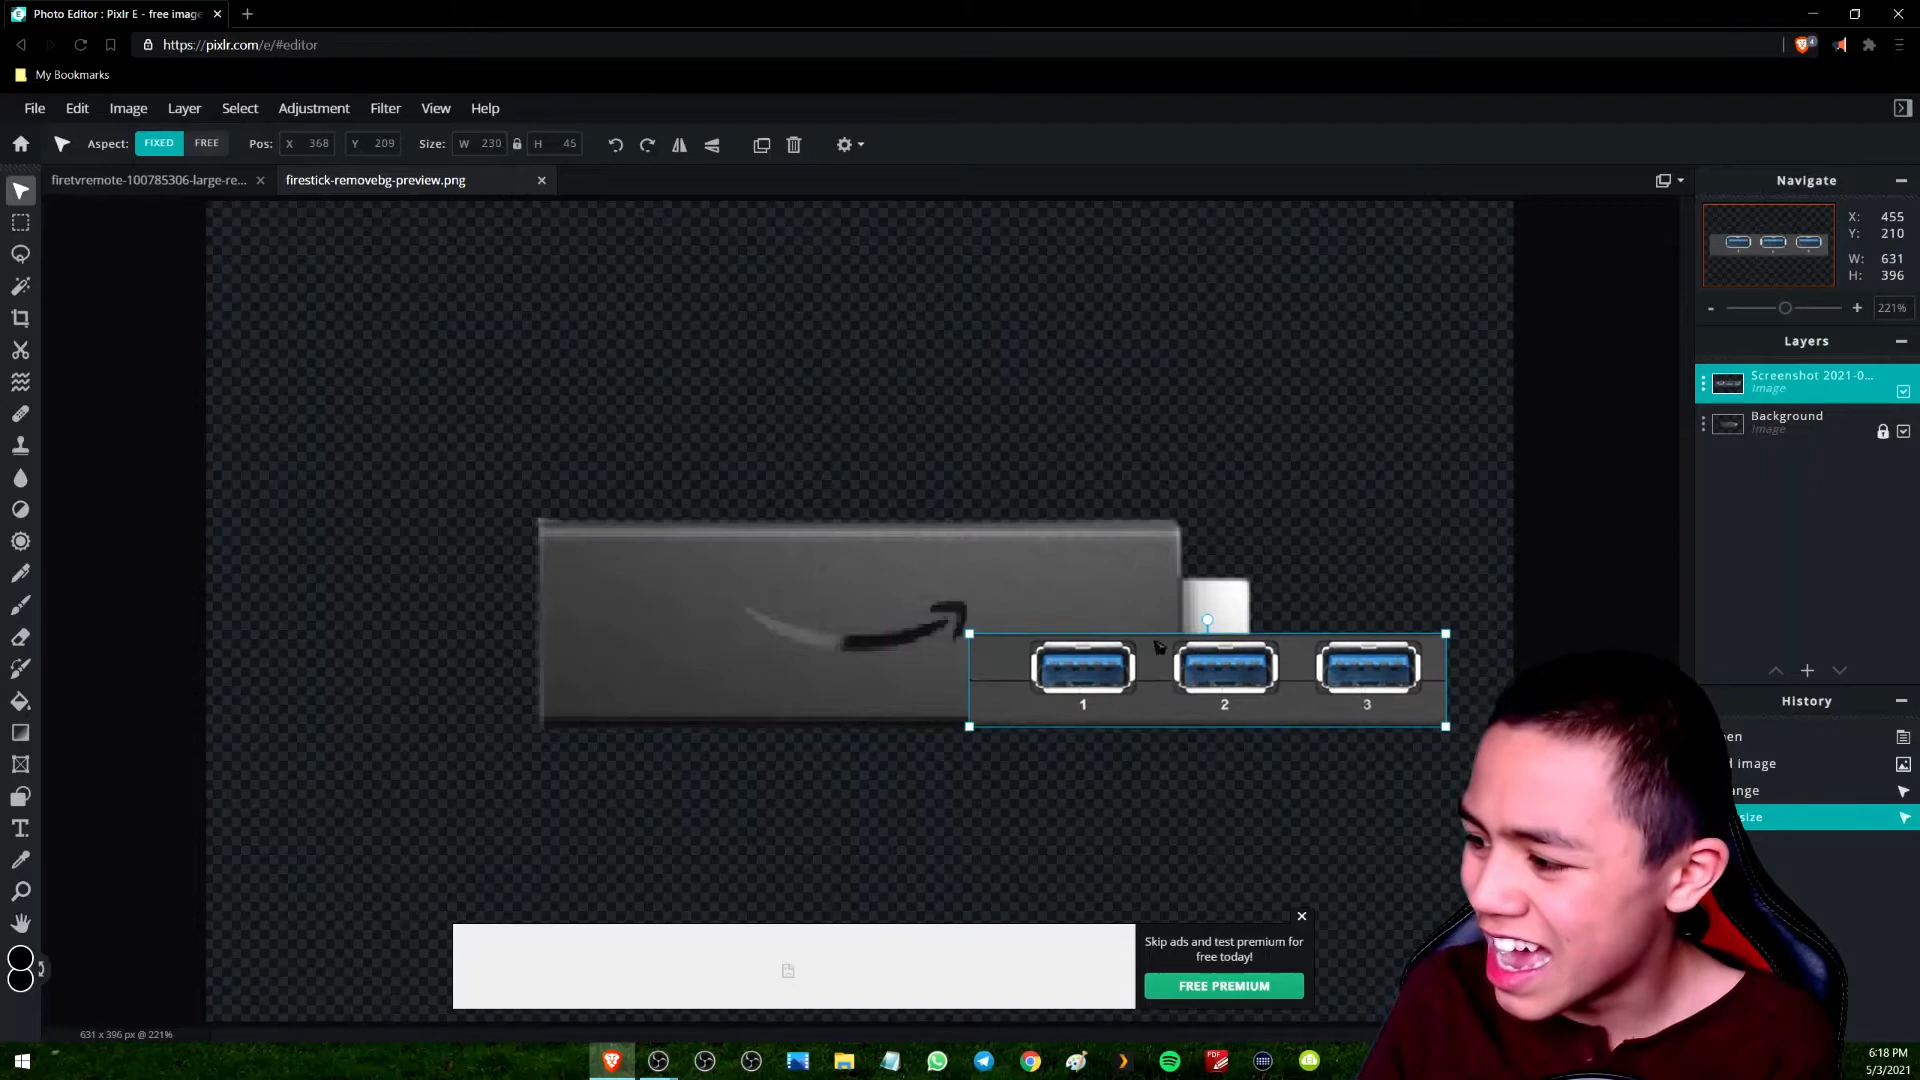 Photo Editor : Pixlr E - free imag
https://pixlr.com/e/#editor
4
My Bookmarks
File Edit Image Layer Select Adjustment Filter View Help
Aspect: FIXED FREE Pos: X 368 Y 209 Size: W 230 H 45
firetvremote-100785306-large-re... firestick-removebg-preview.png
Navigate
X: 455
Y: 210
W: 631
H: 396
221%
Layers
Screenshot 2021-0...
Image
Background
Image
1 2 3
History
size
Skip ads and test premium for
free today!
FREE PREMIUM
631 x 396 px @ 221%
PDF
6:18 PM
5/3/2021